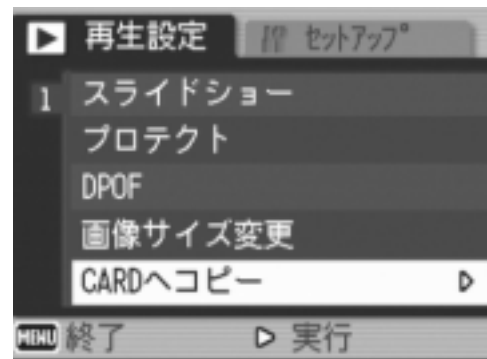 再生設定 セットアップ
1 スライドショー
プロテクト
DPOF
画像サイズ変更
CARDへコピー
MENU 終了 実行